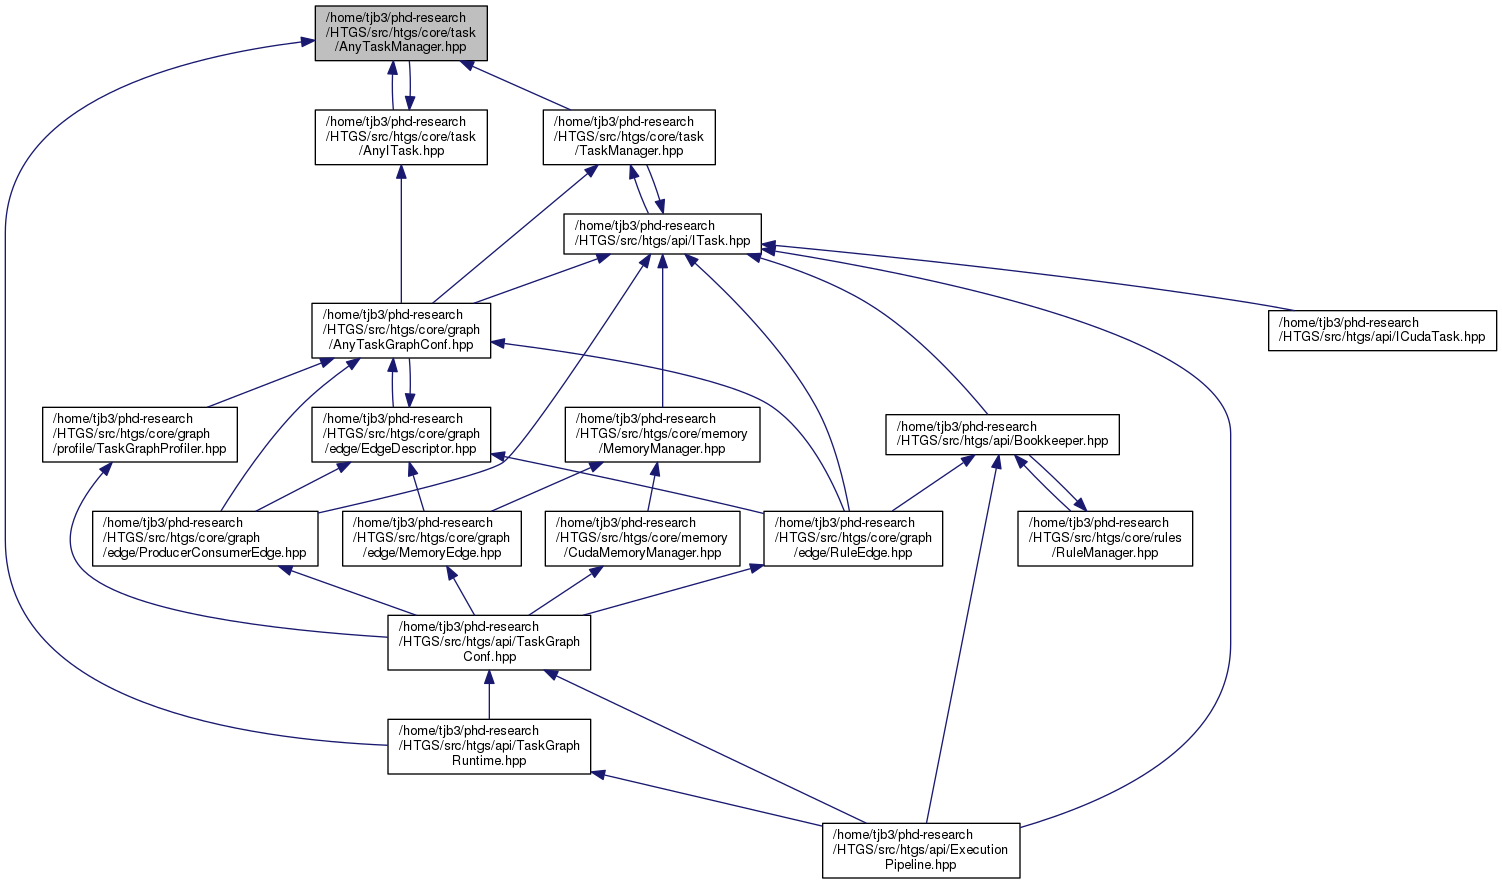 /home/tjb3/phd-research
/HTGS/src/htgs/core/task
/AnyTaskManager.hpp
/home/tjb3/phd-research
/HTGS/src/htgs/core/task
/AnyITask.hpp
/home/tjb3/phd-research
/HTGS/src/htgs/core/task
/TaskManager.hpp
/home/tjb3/phd-research
/HTGS/src/htgs/api/ITask.hpp
/home/tjb3/phd-research
/HTGS/src/htgs/core/graph
/AnyTaskGraphConf.hpp
/home/tjb3/phd-research
/HTGS/src/htgs/api/ICudaTask.hpp
/home/tjb3/phd-research
/HTGS/src/htgs/core/graph
/profile/TaskGraphProfiler.hpp
/home/tjb3/phd-research
/HTGS/src/htgs/core/graph
/edge/EdgeDescriptor.hpp
/home/tjb3/phd-research
/HTGS/src/htgs/core/memory
/MemoryManager.hpp
/home/tjb3/phd-research
/HTGS/src/htgs/api/Bookkeeper.hpp
/home/tjb3/phd-research
/HTGS/src/htgs/core/graph
/edge/ProducerConsumerEdge.hpp
/home/tjb3/phd-research
/HTGS/src/htgs/core/graph
/edge/MemoryEdge.hpp
/home/tjb3/phd-research
/HTGS/src/htgs/core/memory
/CudaMemoryManager.hpp
/home/tjb3/phd-research
/HTGS/src/htgs/core/graph
/edge/RuleEdge.hpp
/home/tjb3/phd-research
/HTGS/src/htgs/core/rules
/RuleManager.hpp
/home/tjb3/phd-research
/HTGS/src/htgs/api/TaskGraph
Conf.hpp
/home/tjb3/phd-research
/HTGS/src/htgs/api/TaskGraph
Runtime.hpp
/home/tjb3/phd-research
/HTGS/src/htgs/api/Execution
Pipeline.hpp